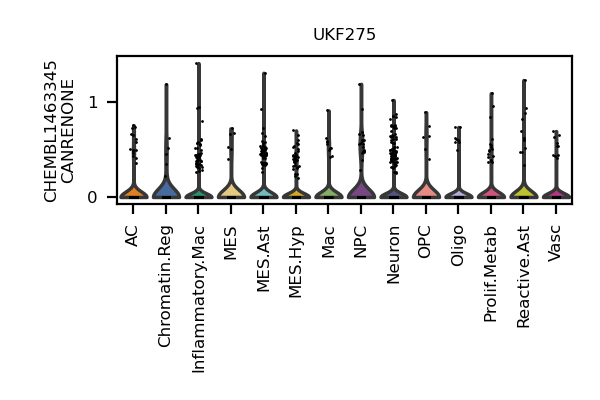 UKF275
CHEMBL1463345
CANRENONE
1
0
AC
Chromatin.Reg
Inflammatory.Mac
MES
MES.Ast
MES.Hyp
Mac
NPC
Neuron
OPC
Oligo
Prolif.Metab
Reactive.Ast
Vasc